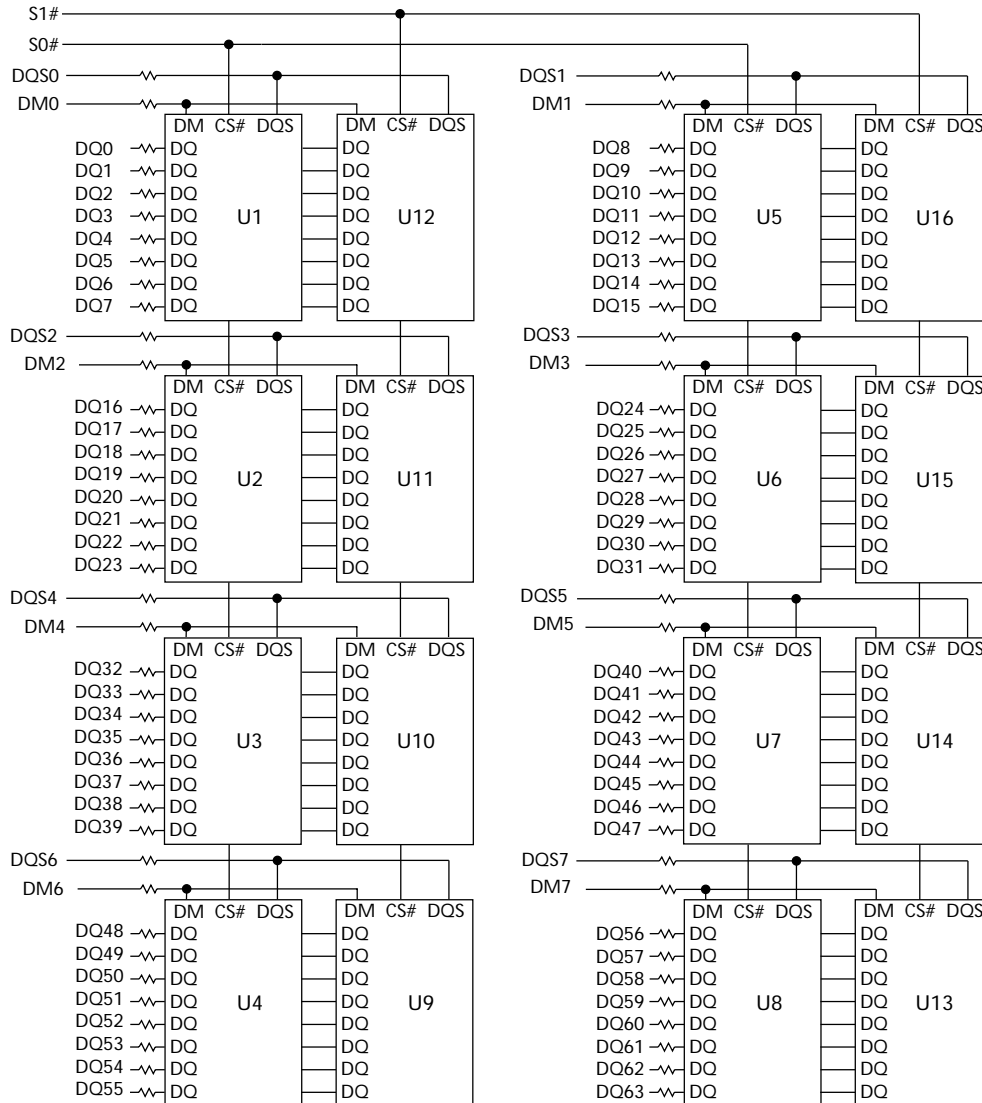 S1#
S0#
DQS0 DQS1
DM0 DM1
DM CS# DQS DM CS# DQS DM CS# DQS DM CS# DQS
DQ0 DQ DQ DQ8 DQ DQ
DQ1 DQ DQ DQ9 DQ DQ
DQ2 DQ DQ DQ10 DQ DQ
DQ3 DQ U1 DQ U12 DQ11 DQ U5 DQ U16
DQ4 DQ DQ DQ12 DQ DQ
DQ5 DQ DQ DQ13 DQ DQ
DQ6 DQ DQ DQ14 DQ DQ
DQ7 DQ DQ DQ15 DQ DQ
DQS2 DQS3
DM2 DM3
DM CS# DQS DM CS# DQS DM CS# DQS DM CS# DQS
DQ16 DQ DQ DQ24 DQ DQ
DQ17 DQ DQ DQ25 DQ DQ
DQ18 DQ DQ DQ26 DQ DQ
DQ19 DQ U2 DQ U11 DQ27 DQ U6 DQ U15
DQ20 DQ DQ DQ28 DQ DQ
DQ21 DQ DQ DQ29 DQ DQ
DQ22 DQ DQ DQ30 DQ DQ
DQ23 DQ DQ DQ31 DQ DQ
DQS4 DQS5
DM4 DM5
DM CS# DQS DM CS# DQS DM CS# DQS DM CS# DQS
DQ32 DQ DQ DQ40 DQ DQ
DQ33 DQ DQ DQ41 DQ DQ
DQ34 DQ DQ DQ42 DQ DQ
DQ35 DQ U3 DQ U10 DQ43 DQ U7 DQ U14
DQ36 DQ DQ DQ44 DQ DQ
DQ37 DQ DQ DQ45 DQ DQ
DQ38 DQ DQ DQ46 DQ DQ
DQ39 DQ DQ DQ47 DQ DQ
DQS6 DQS7
DM6 DM7
DM CS# DQS DM CS# DQS DM CS# DQS DM CS# DQS
DQ48 DQ DQ DQ56 DQ DQ
DQ49 DQ DQ DQ57 DQ DQ
DQ50 DQ DQ DQ58 DQ DQ
DQ51 DQ U4 DQ U9 DQ59 DQ U8 DQ U13
DQ52 DQ DQ DQ60 DQ DQ
DQ53 DQ DQ DQ61 DQ DQ
DQ54 DQ DQ DQ62 DQ DQ
DQ55 DQ DQ DQ63 DQ DQ